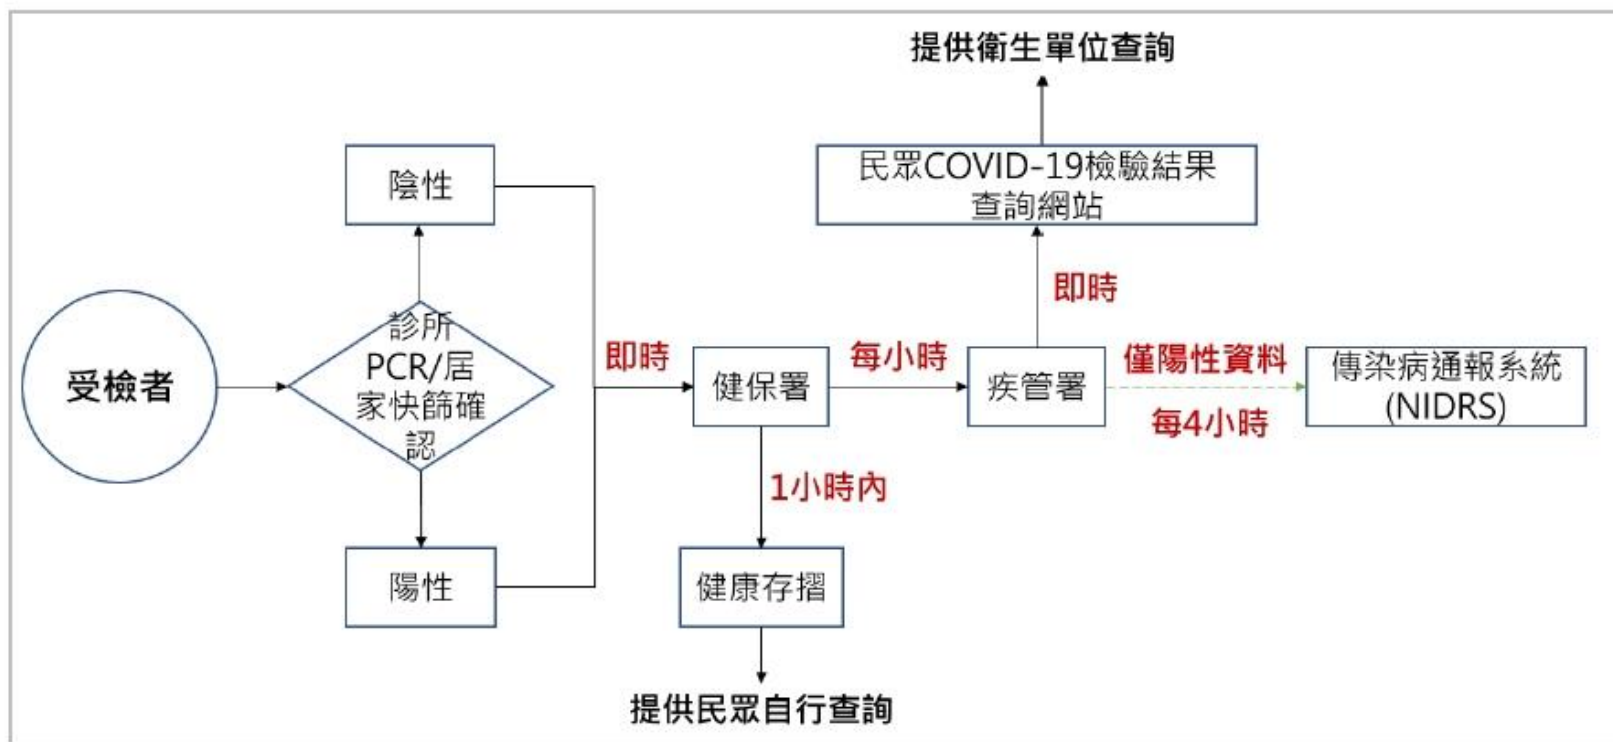 提供衛生單位查詢
民眾COVID-19檢驗結果
查詢網站
陰性
即時
受檢者
診所
PCR/居
家快篩確
認
即時
健保署
每小時
疾管署
僅陽性資料
每4小時
傳染病通報系統
(NIDRS)
1小時內
陽性
健康存摺
提供民眾自行查詢